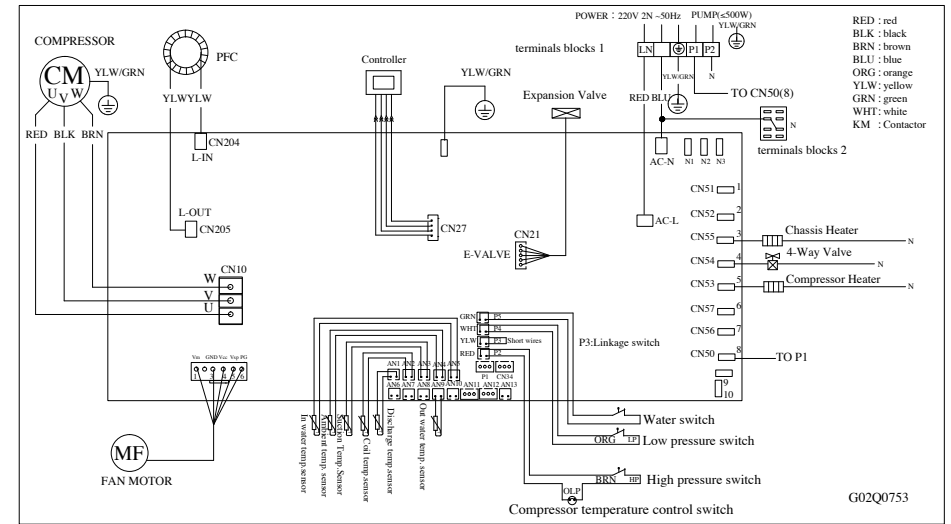 POWER：220V 2N ~50Hz
PUMP(≤500W)
YLW/GRN
RED : red
BLK : black
BRN : brown
BLU : blue
ORG : orange
YLW : yellow
GRN : green
WHT : white
KM : Contactor
COMPRESSOR
CM
U V W
YLW/GRN
RED BLK BRN
PFC
YLW YLW
CN204
L-IN
L-OUT
CN205
Controller
YLW/GRN
Expansion Valve
terminals blocks 1
L N P1 P2
YLW/GRN
N
RED BLU
TO CN50(8)
N
terminals blocks 2
AC-N
N1 N2 N3
AC-L
CN27
CN21
E-VALVE
CN51 1
CN52 2
CN55 3
Chassis Heater
N
CN54 4
4-Way Valve
N
CN53 5
Compressor Heater
N
CN57 6
CN56 7
CN50 8
TO P1
9
10
CN10
W
V
U
Vm GND Vcc Vsp PG
1 3 4 5 6
MF
FAN MOTOR
GRN P5
WHT P4
YLW P3 Short wires
RED P2
P3:Linkage switch
P1 CN34
AN1 AN2 AN3 AN4 AN5
AN6 AN7 AN8 AN9 AN10 AN11 AN12 AN13
In water temp.sensor
Ambient temp. sensor
Suction Temp.Sensor
Coil temp.sensor
Discharge temp.sensor
Out water temp. sensor
Water switch
ORG LP Low pressure switch
BRN HP High pressure switch
OLP
Compressor temperature control switch
G02Q0753